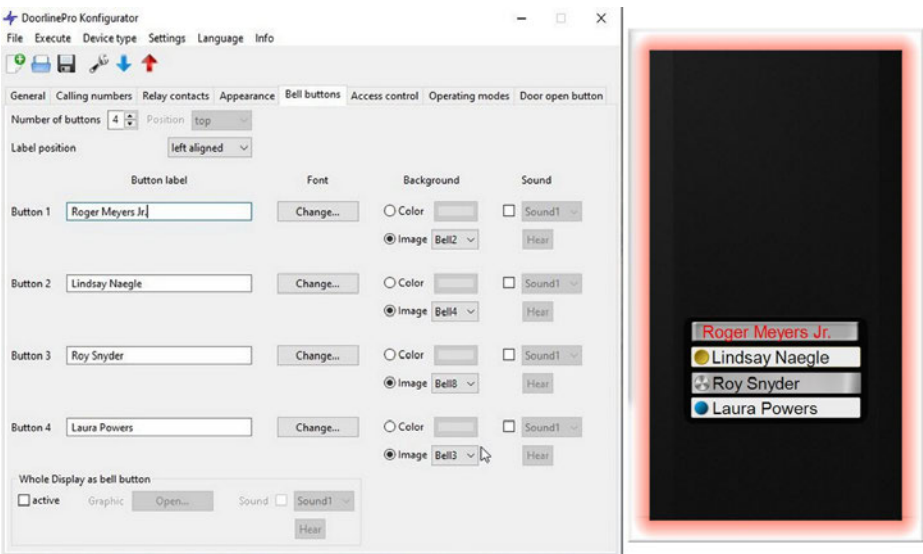 DoorlinePro Konfigurator
File Execute Device type Settings Language Info
General Calling numbers Relay contacts Appearance Bell buttons Access control Operating modes Door open button
Number of buttons 4 Position top
Label position left aligned
Button label Font Background Sound
Button 1 Roger Meyers Jr. Change... Color Sound1
Image Bell2 Hear
Button 2 Lindsay Naegle Change... Color Sound1
Image Bell4 Hear
Button 3 Roy Snyder Change... Color Sound1
Image Bell8 Hear
Button 4 Laura Powers Change... Color Sound1
Image Bell3 Hear
Whole Display as bell button
active Graphic Open... Sound Sound1
Hear
Roger Meyers Jr.
Lindsay Naegle
Roy Snyder
Laura Powers